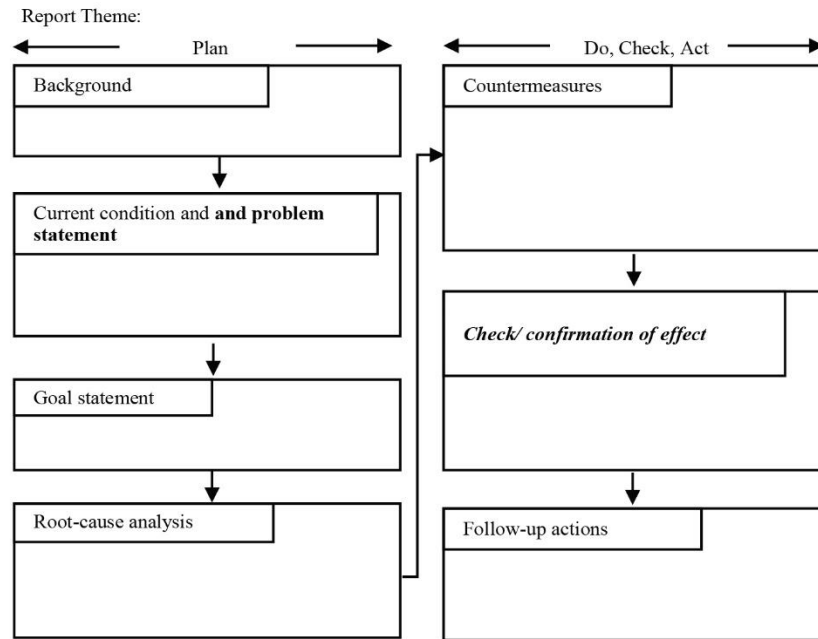 Report Theme:
Plan
Background
Current condition and and problem
statement
Goal statement
Root-cause analysis
Do, Check, Act
Countermeasures
Check/ confirmation of effect
Follow-up actions